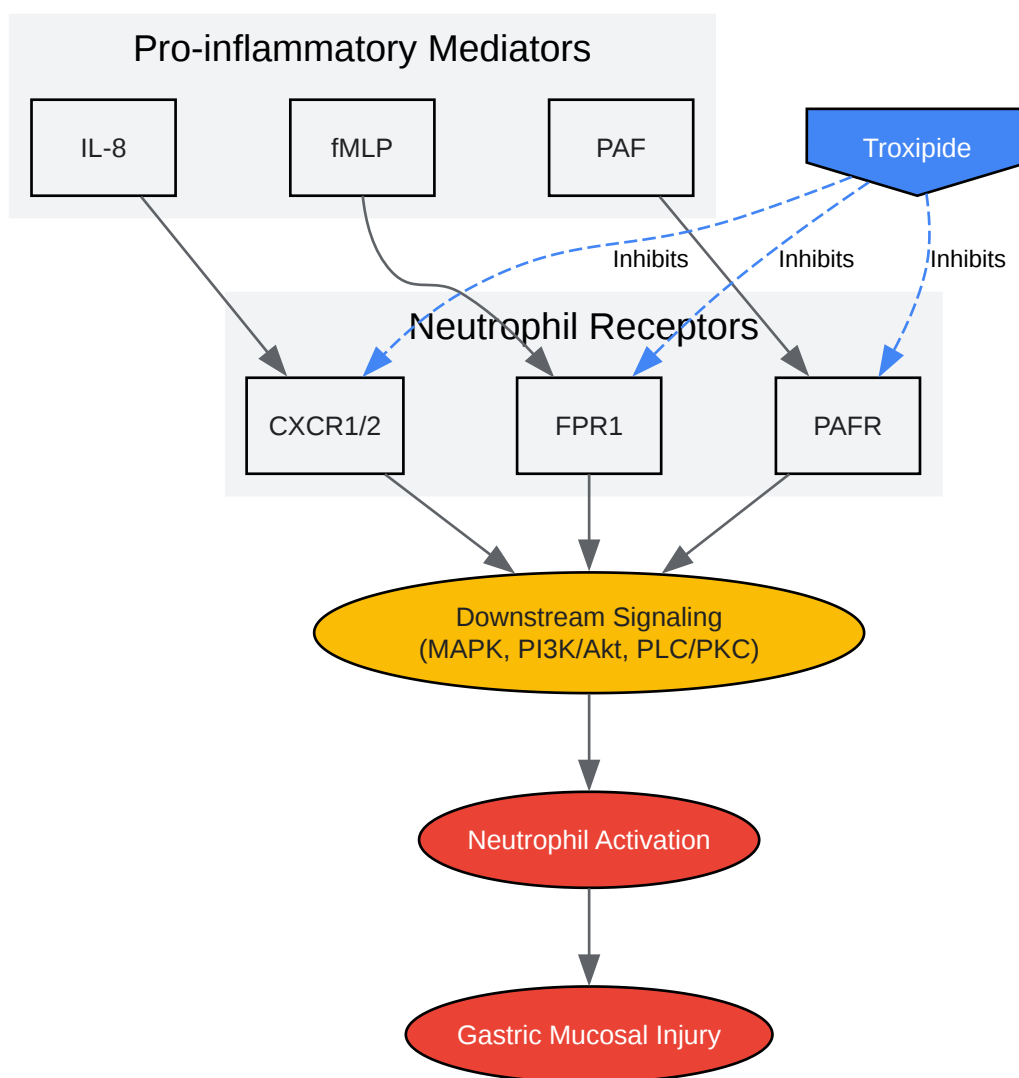 Pro-inflammatory Mediators
IL-8
fMLP
PAF
Troxipide
Inhibits
Inhibits
Inhibits
Neutrophil Receptors
CXCR1/2
FPR1
PAFR
Downstream Signaling
(MAPK, PI3K/Akt, PLC/PKC)
Neutrophil Activation
Gastric Mucosal Injury